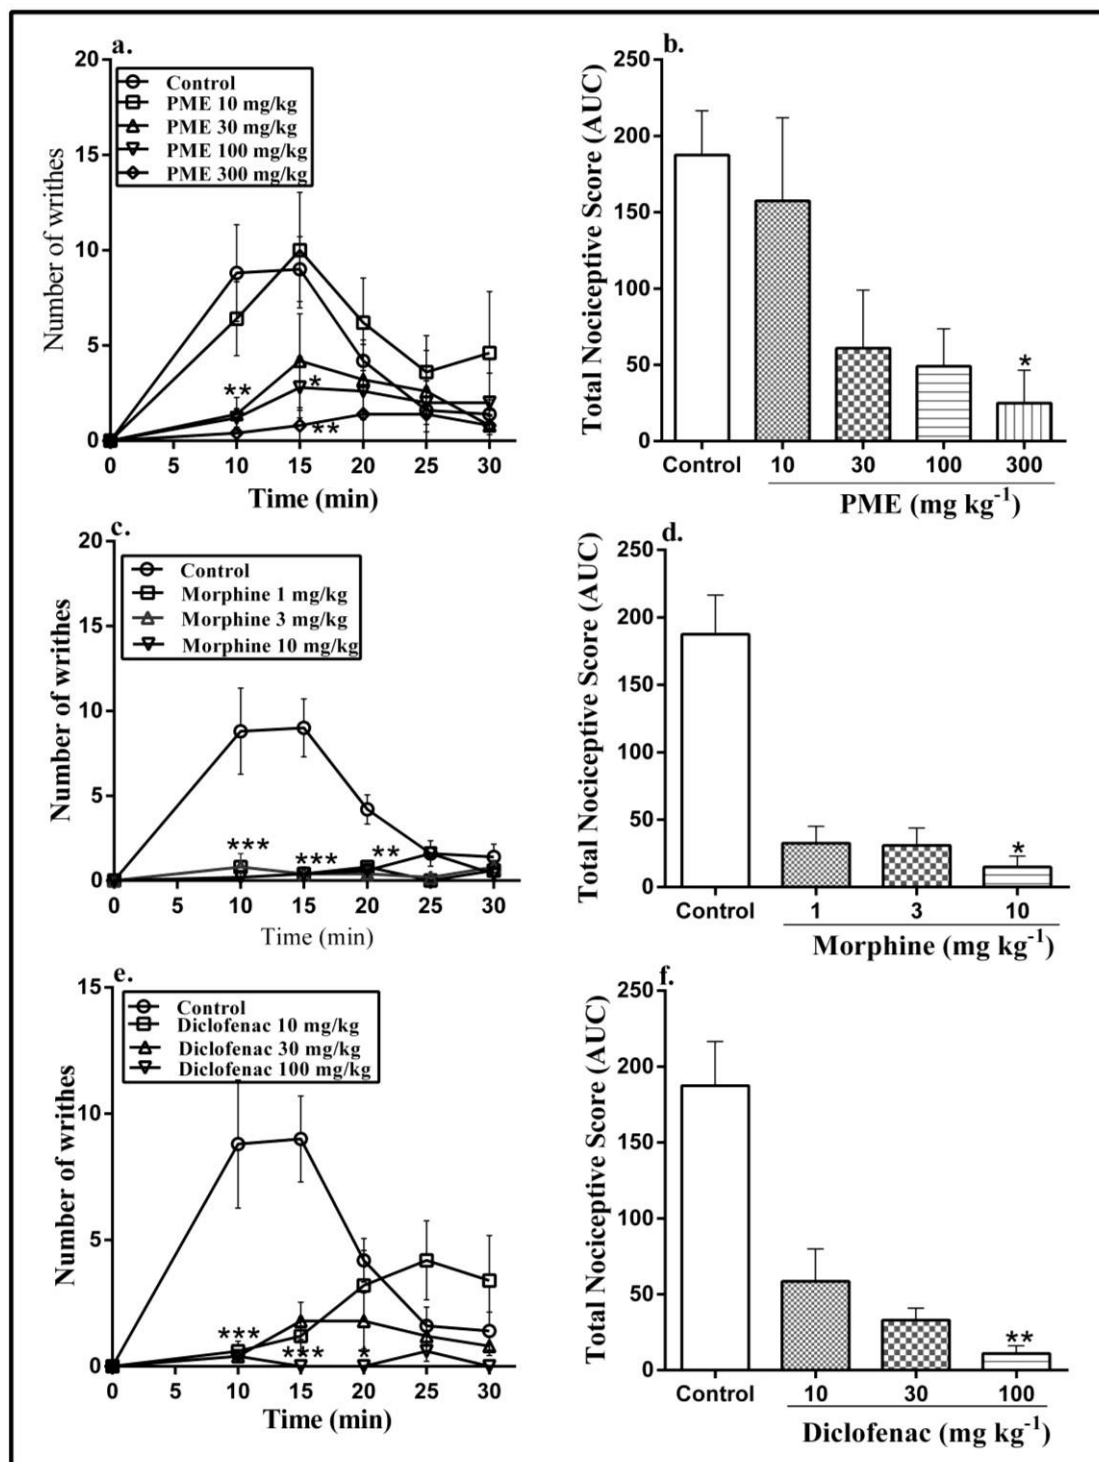 a.
20
15
10
5
0
Number of writhes
Control
PME 10 mg/kg
PME 30 mg/kg
PME 100 mg/kg
PME 300 mg/kg
**
*
**
0 5 10 15 20 25 30
Time (min)
b.
250
200
150
100
50
0
Total Nociceptive Score (AUC)
*
Control 10 30 100 300
PME (mg kg-1)
c.
20
15
10
5
0
Number of writhes
Control
Morphine 1 mg/kg
Morphine 3 mg/kg
Morphine 10 mg/kg
***
***
**
0 5 10 15 20 25 30
Time (min)
d.
250
200
150
100
50
0
Total Nociceptive Score (AUC)
*
Control 1 3 10
Morphine (mg kg-1)
e.
15
10
5
0
Number of writhes
Control
Diclofenac 10 mg/kg
Diclofenac 30 mg/kg
Diclofenac 100 mg/kg
***
***
*
0 5 10 15 20 25 30
Time (min)
f.
250
200
150
100
50
0
Total Nociceptive Score (AUC)
**
Control 10 30 100
Diclofenac (mg kg-1)